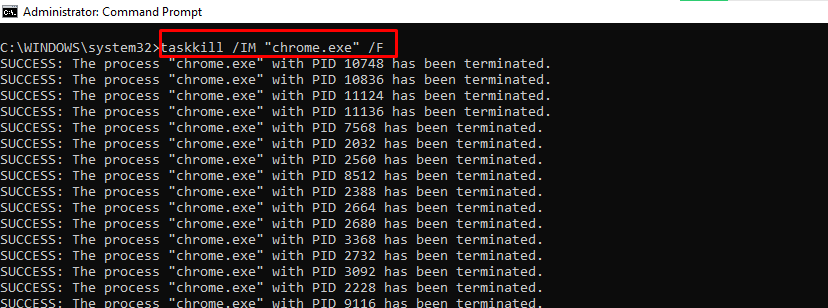 Administrator: Command Prompt
C:\WINDOWS\system32>taskkill /IM "chrome.exe" /F
SUCCESS: The process "chrome.exe" with PID 10748 has been terminated.
SUCCESS: The process "chrome.exe" with PID 10836 has been terminated.
SUCCESS: The process "chrome.exe" with PID 11124 has been terminated.
SUCCESS: The process "chrome.exe" with PID 11136 has been terminated.
SUCCESS: The process "chrome.exe" with PID 7568 has been terminated.
SUCCESS: The process "chrome.exe" with PID 2032 has been terminated.
SUCCESS: The process "chrome.exe" with PID 2560 has been terminated.
SUCCESS: The process "chrome.exe" with PID 8512 has been terminated.
SUCCESS: The process "chrome.exe" with PID 2388 has been terminated.
SUCCESS: The process "chrome.exe" with PID 2664 has been terminated.
SUCCESS: The process "chrome.exe" with PID 2680 has been terminated.
SUCCESS: The process "chrome.exe" with PID 3368 has been terminated.
SUCCESS: The process "chrome.exe" with PID 2732 has been terminated.
SUCCESS: The process "chrome.exe" with PID 3092 has been terminated.
SUCCESS: The process "chrome.exe" with PID 2228 has been terminated.
SUCCESS: The process "chrome.exe" with PID 9116 has been terminated.